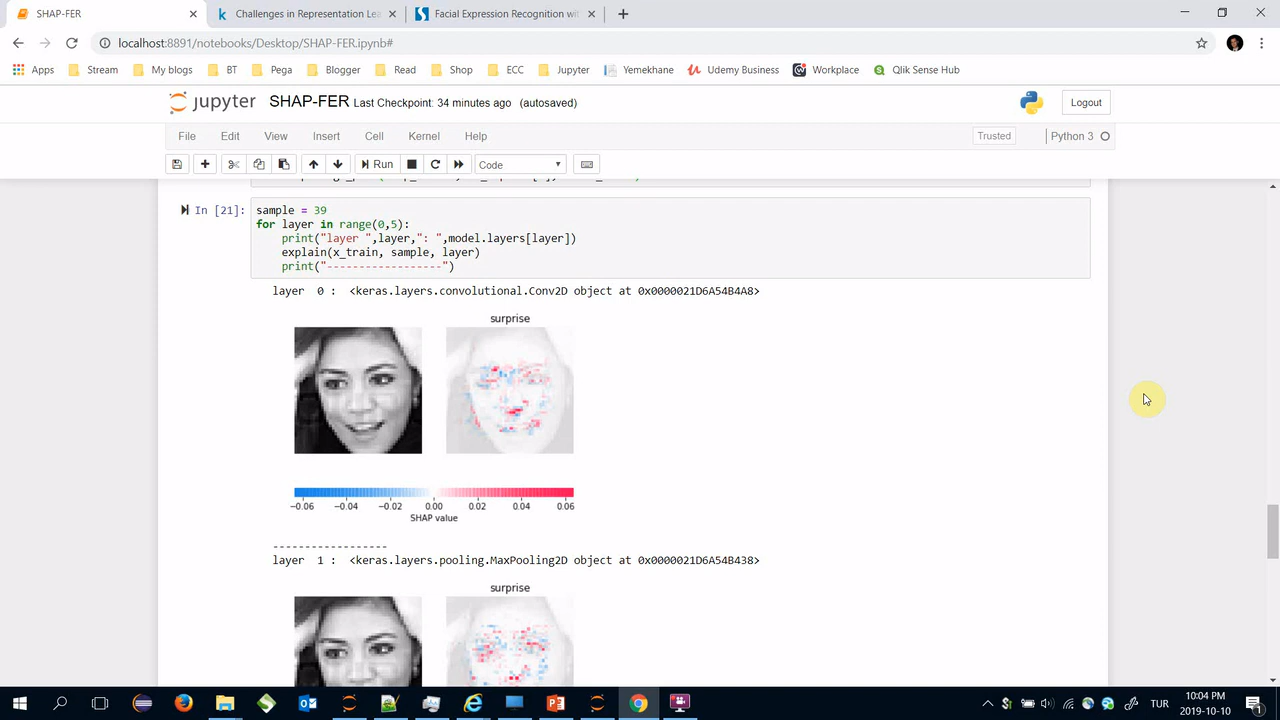 SHAP-FER
Challenges in Representation Lea
Facial Expression Recognition wit
localhost:8891/notebooks/Desktop/SHAP-FER.ipynb#
Apps Stream My blogs BT Pega Blogger Read Shop ECC Jupyter Yemekhane Udemy Business Workplace Qlik Sense Hub
jupyter SHAP-FER Last Checkpoint: 34 minutes ago (autosaved)
Logout
File Edit View Insert Cell Kernel Help
Trusted Python 3
Run Code
In [21]:
sample = 39
for layer in range(0,5):
print("layer ",layer,": ",model.layers[layer])
explain(x_train, sample, layer)
print("------------------")
layer 0 : <keras.layers.convolutional.Conv2D object at 0x0000021D6A54B4A8>
surprise
−0.06 −0.04 −0.02 0.00 0.02 0.04 0.06
SHAP value
------------------
layer 1 : <keras.layers.pooling.MaxPooling2D object at 0x0000021D6A54B438>
surprise
TUR
10:04 PM
2019-10-10